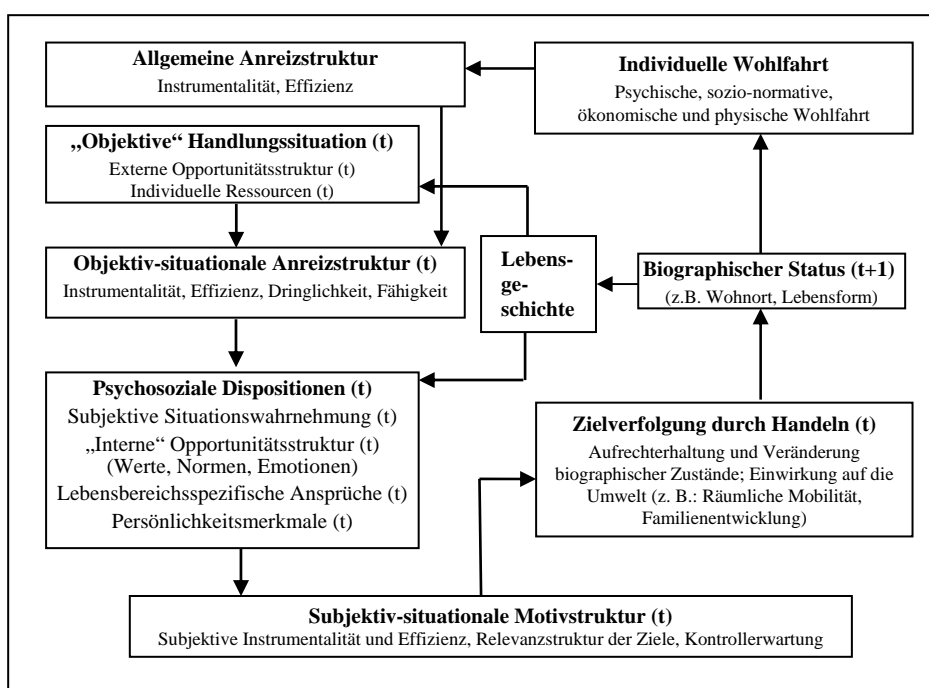 Allgemeine Anreizstruktur
Instrumentalität, Effizienz
Individuelle Wohlfahrt
Psychische, sozio-normative,
ökonomische und physische Wohlfahrt
„Objektive“ Handlungssituation (t)
Externe Opportunitätsstruktur (t)
Individuelle Ressourcen (t)
Objektiv-situationale Anreizstruktur (t)
Instrumentalität, Effizienz, Dringlichkeit, Fähigkeit
Lebens-
ge-
schichte
Biographischer Status (t+1)
(z.B. Wohnort, Lebensform)
Psychosoziale Dispositionen (t)
Subjektive Situationswahrnehmung (t)
„Interne“ Opportunitätsstruktur (t)
(Werte, Normen, Emotionen)
Lebensbereichsspezifische Ansprüche (t)
Persönlichkeitsmerkmale (t)
Zielverfolgung durch Handeln (t)
Aufrechterhaltung und Veränderung
biographischer Zustände; Einwirkung auf die
Umwelt (z. B.: Räumliche Mobilität,
Familienentwicklung)
Subjektiv-situationale Motivstruktur (t)
Subjektive Instrumentalität und Effizienz, Relevanzstruktur der Ziele, Kontrollerwartung